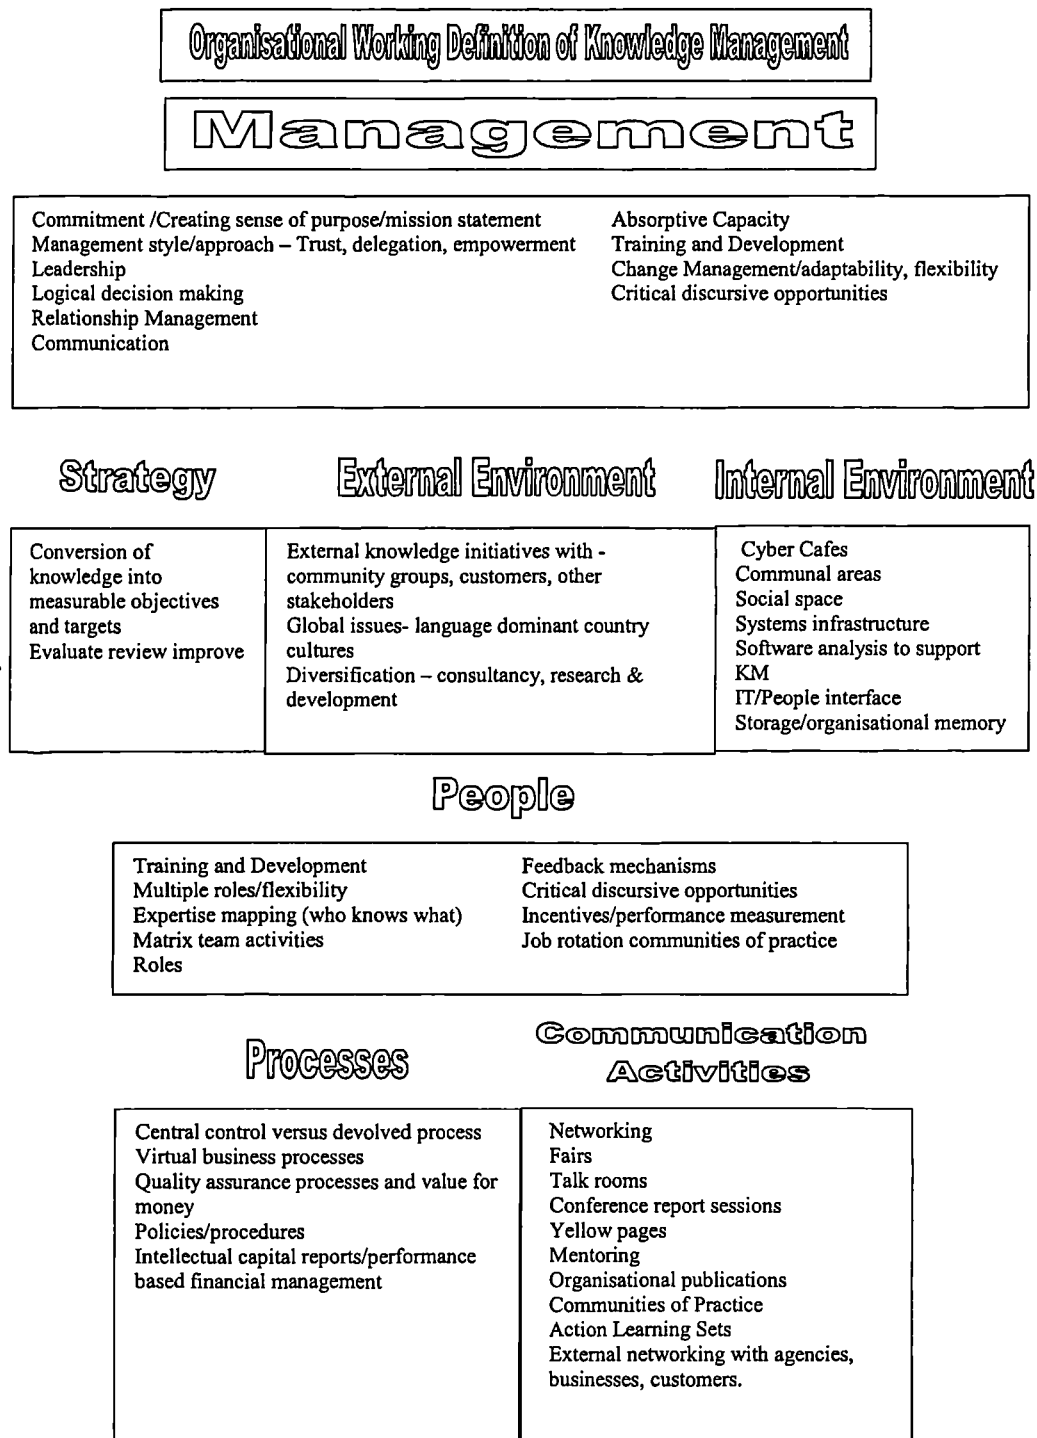 Organisational Working Definition of Knowledge Management
Management
Commitment /Creating sense of purpose/mission statement
Management style/approach – Trust, delegation, empowerment
Leadership
Logical decision making
Relationship Management
Communication
Absorptive Capacity
Training and Development
Change Management/adaptability, flexibility
Critical discursive opportunities
Strategy
Conversion of
knowledge into
measurable objectives
and targets
Evaluate review improve
External Environment
External knowledge initiatives with -
community groups, customers, other
stakeholders
Global issues- language dominant country
cultures
Diversification – consultancy, research &
development
Internal Environment
Cyber Cafes
Communal areas
Social space
Systems infrastructure
Software analysis to support
KM
IT/People interface
Storage/organisational memory
People
Training and Development
Multiple roles/flexibility
Expertise mapping (who knows what)
Matrix team activities
Roles
Feedback mechanisms
Critical discursive opportunities
Incentives/performance measurement
Job rotation communities of practice
Processes
Central control versus devolved process
Virtual business processes
Quality assurance processes and value for
money
Policies/procedures
Intellectual capital reports/performance
based financial management
Communication
Activities
Networking
Fairs
Talk rooms
Conference report sessions
Yellow pages
Mentoring
Organisational publications
Communities of Practice
Action Learning Sets
External networking with agencies,
businesses, customers.